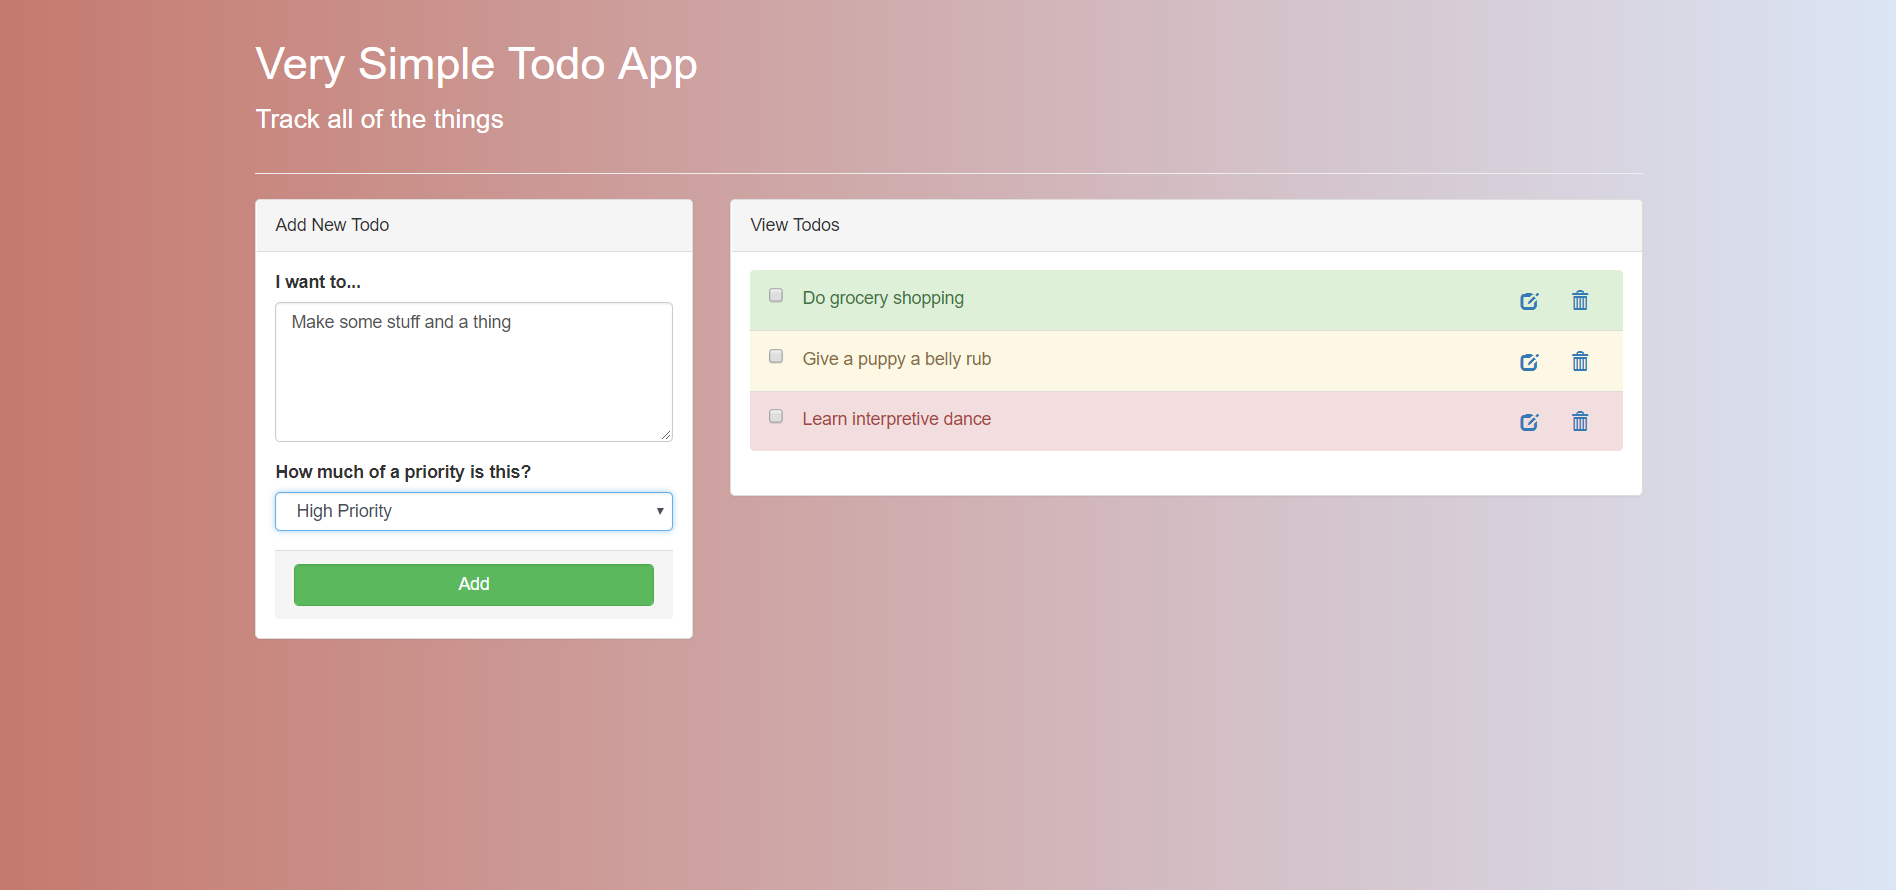 Very Simple Todo App
Track all of the things
Add New Todo
I want to...
Make some stuff and a thing
How much of a priority is this?
High Priority
Add
View Todos
Do grocery shopping
Give a puppy a belly rub
Learn interpretive dance